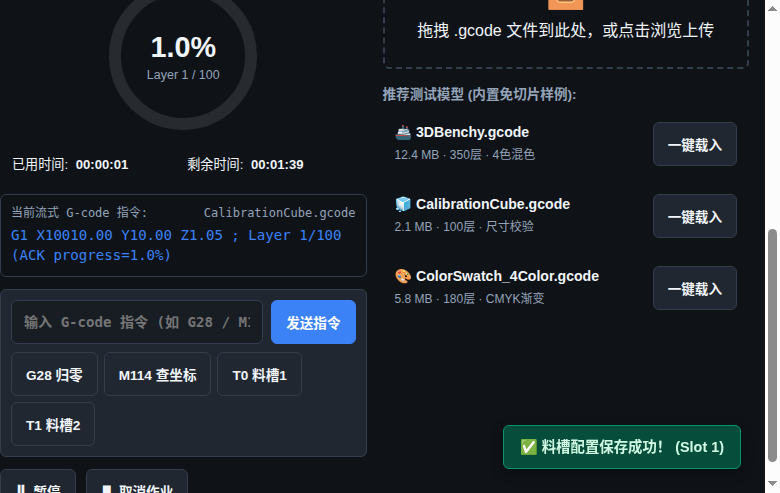 1.0%
Layer 1 / 100
已用时间: 00:00:01 剩余时间: 00:01:39
当前流式 G-code 指令: CalibrationCube.gcode
G1 X10010.00 Y10.00 Z1.05 ; Layer 1/100
(ACK progress=1.0%)
输入 G-code 指令 (如 G28 / M: 发送指令
G28 归零 M114 查坐标 T0 料槽1
T1 料槽2
暂停 取消作业
拖拽 .gcode 文件到此处，或点击浏览上传
推荐测试模型 (内置免切片样例):
3DBenchy.gcode
12.4 MB · 350层 · 4色混色
一键载入
CalibrationCube.gcode
2.1 MB · 100层 · 尺寸校验
一键载入
ColorSwatch_4Color.gcode
5.8 MB · 180层 · CMYK渐变
一键载入
✅ 料槽配置保存成功！ (Slot 1)